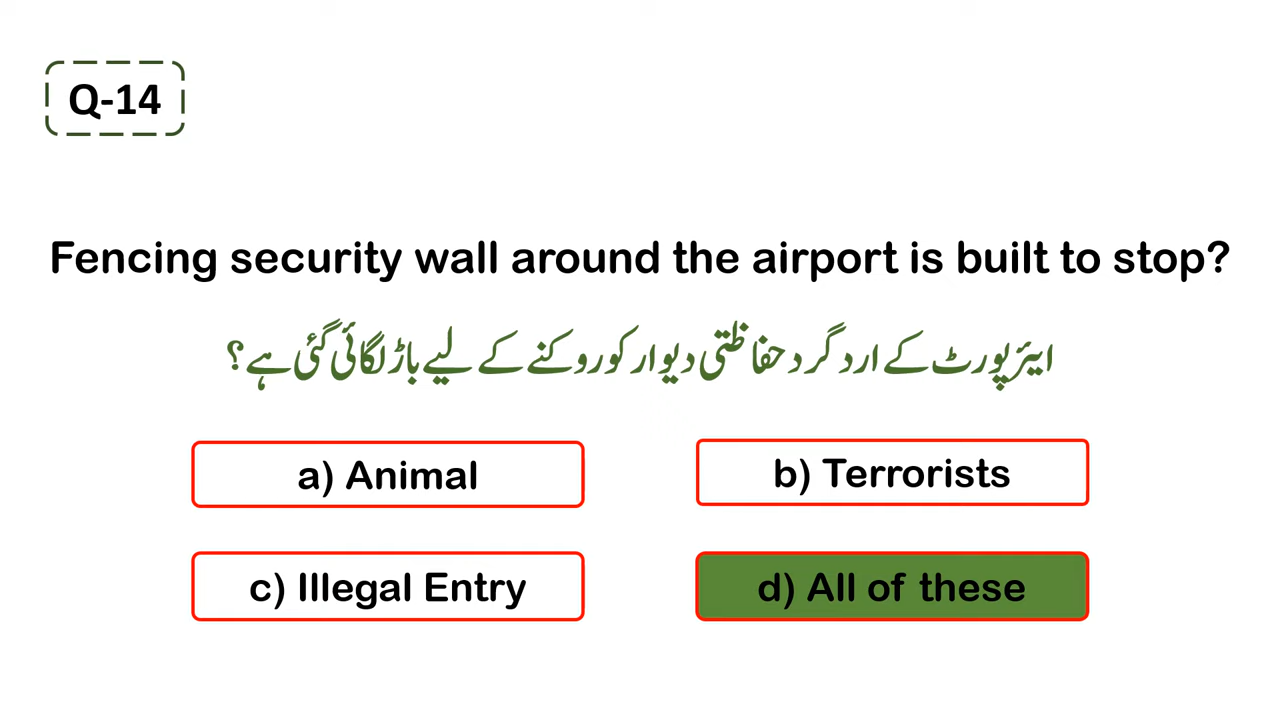 Q-14
Fencing security wall around the airport is built to stop?
ایئرپورٹ کے ارد گرد حفاظتی دیوار کو روکنے کے لیے باڑ لگائی گئی ہے؟
a) Animal
b) Terrorists
c) Illegal Entry
d) All of these